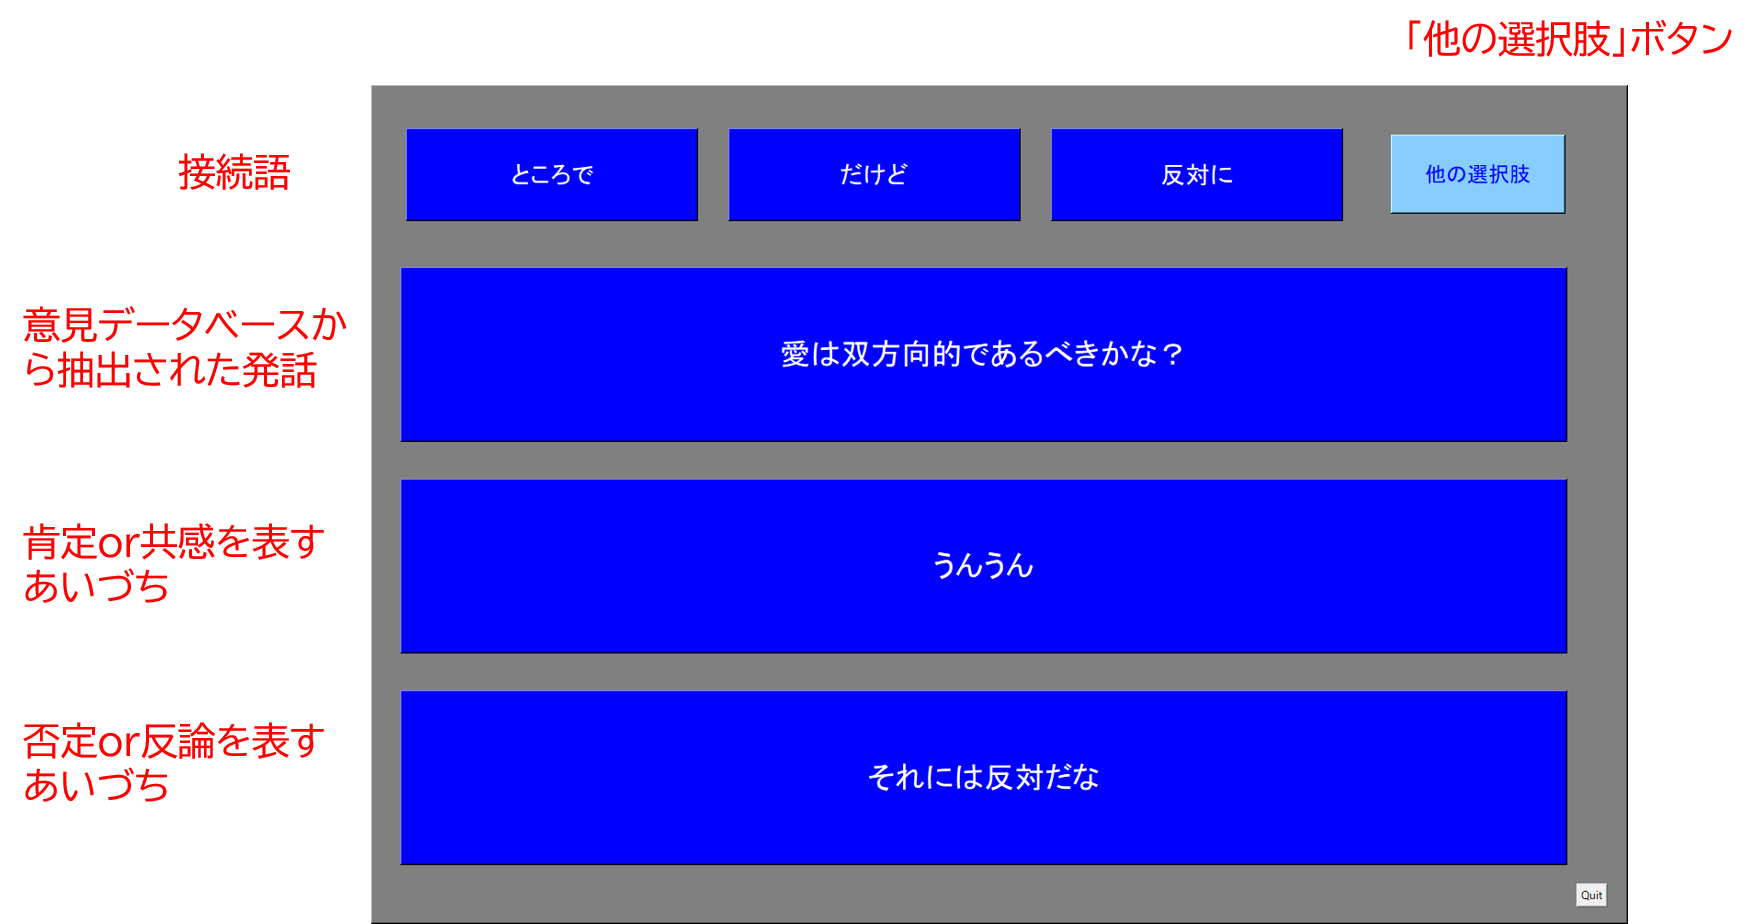 「他の選択肢」ボタン
接続語
ところで
だけど
反対に
他の選択肢
意見データベースか
ら抽出された発話
愛は双方向的であるべきかな？
肯定or共感を表す
あいづち
うんうん
否定or反論を表す
あいづち
それには反対だな
Quit